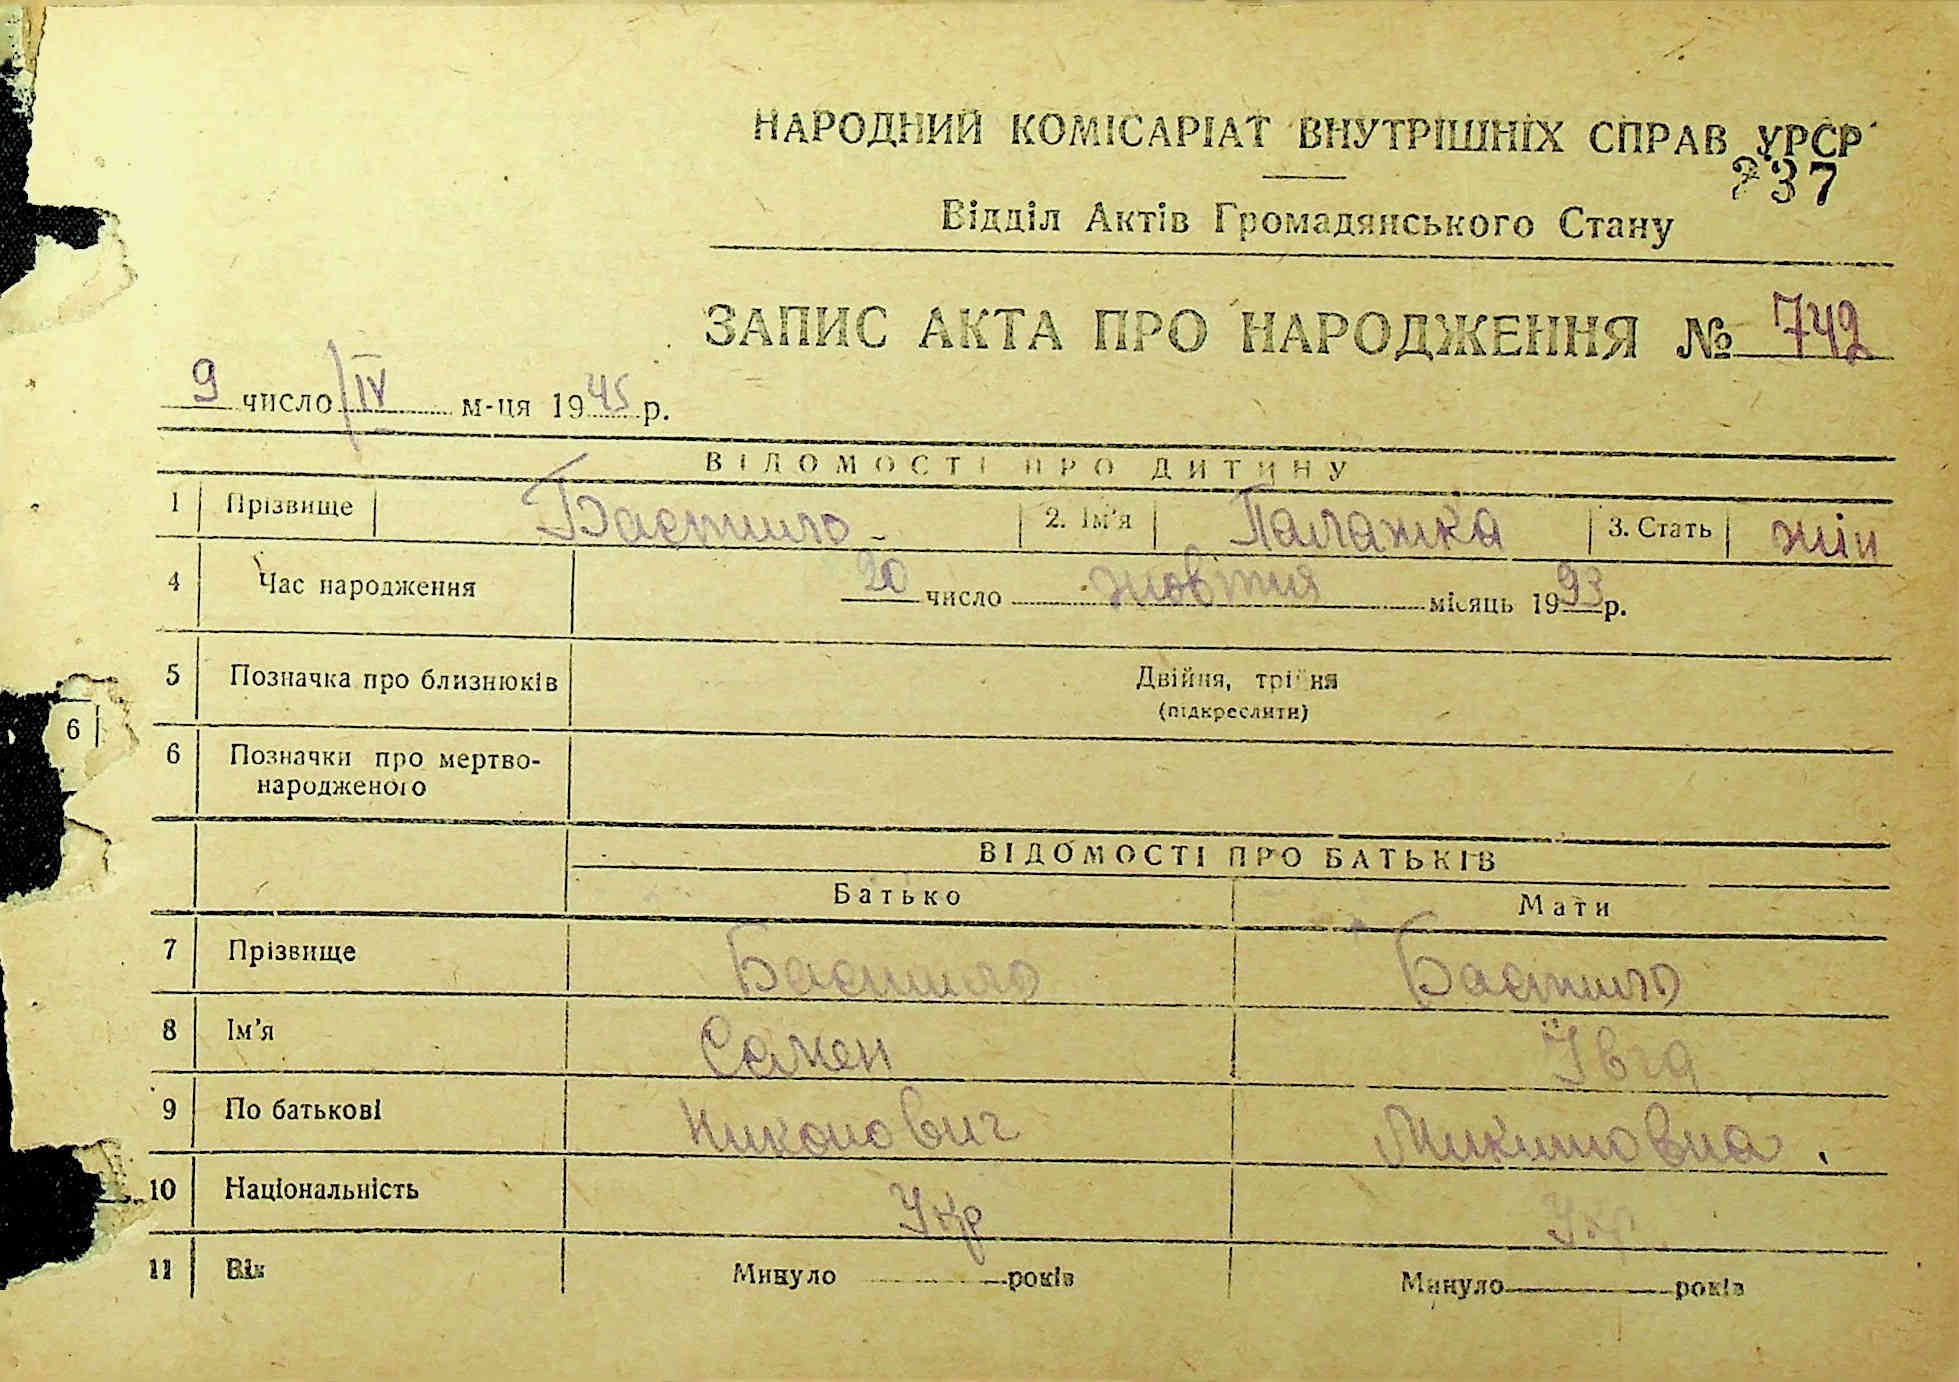 НАРОДНИЙ КОМІСАРІАТ ВНУТРІШНІХ СПРАВ УРСР
237
Відділ Актів Громадянського Стану
ЗАПИС АКТА ПРО НАРОДЖЕННЯ № 742
9 число IV м-ця 1945 р.
ВІДОМОСТІ ПРО ДИТИНУ
1 Прізвище Бастило 2. Ім'я Палажка 3. Стать жін
4 Час народження 20 число жовтня місяць 1993 р.
5 Позначка про близнюків Двійня, трійня
(підкреслити)
6
6 Позначки про мертво-
народженого
ВІДОМОСТІ ПРО БАТЬКІВ
Батько Мати
7 Прізвище Бастило Бастило
8 Ім'я Семен Ївга
9 По батькові Никонович Микитовна
10 Національність Укр Укр
11 Вік Минуло років Минуло років